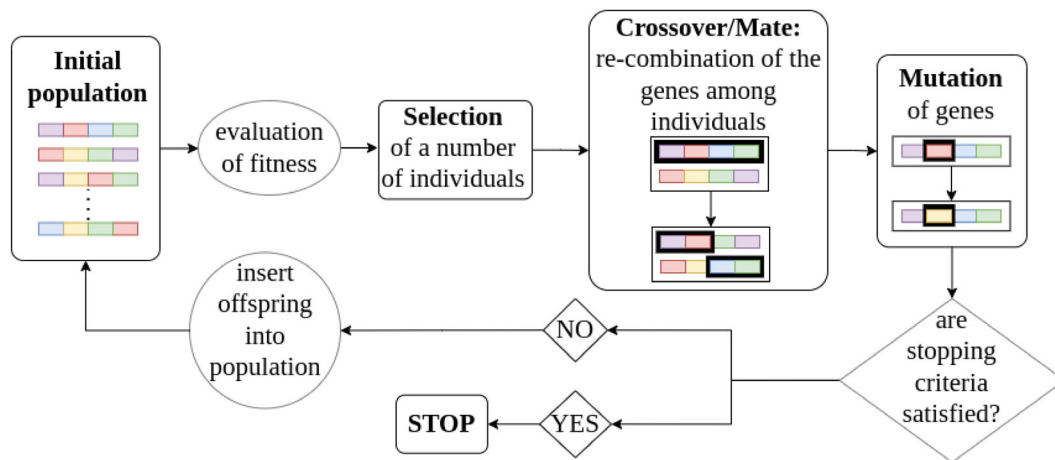 Initial
population
evaluation
of fitness
Selection
of a number
of individuals
Crossover/Mate:
re-combination of the
genes among
individuals
Mutation
of genes
are
stopping
criteria
satisfied?
NO
insert
offspring
into
population
YES
STOP